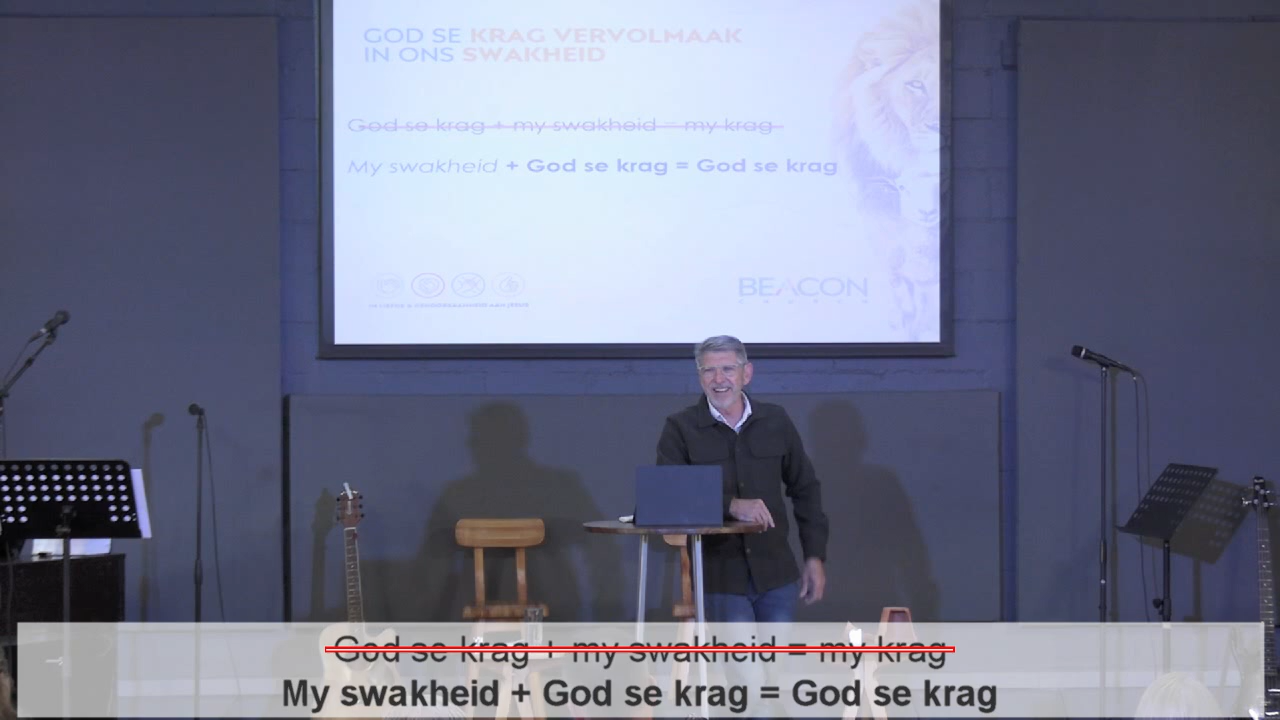 GOD SE KRAG VERVOLMAAK
IN ONS SWAKHEID
God se krag + my swakheid = my krag
My swakheid + God se krag = God se krag
BEACON
CHURCH
God se krag + my swakheid = my krag
My swakheid + God se krag = God se krag